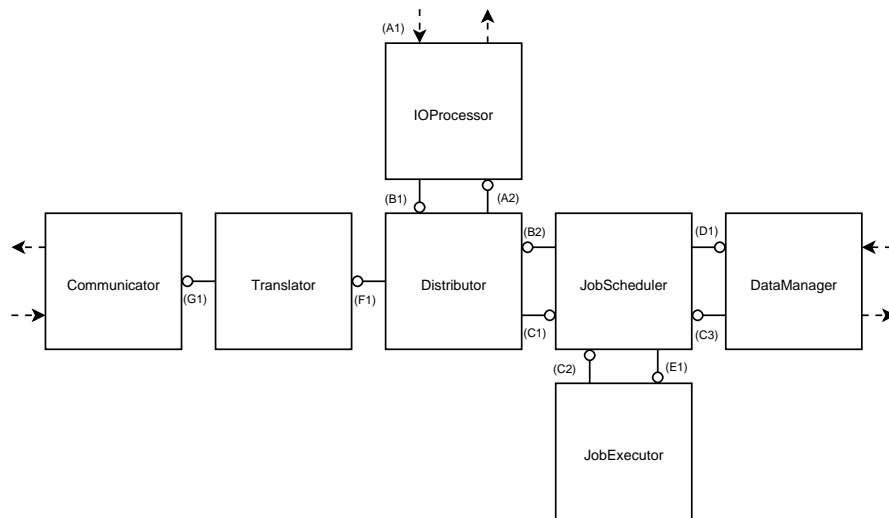 (A1)
IOProcessor
(B1)
(A2)
(B2)
(D1)
Communicator
(G1)
Translator
(F1)
Distributor
(C1)
JobScheduler
(C3)
DataManager
(C2)
(E1)
JobExecutor